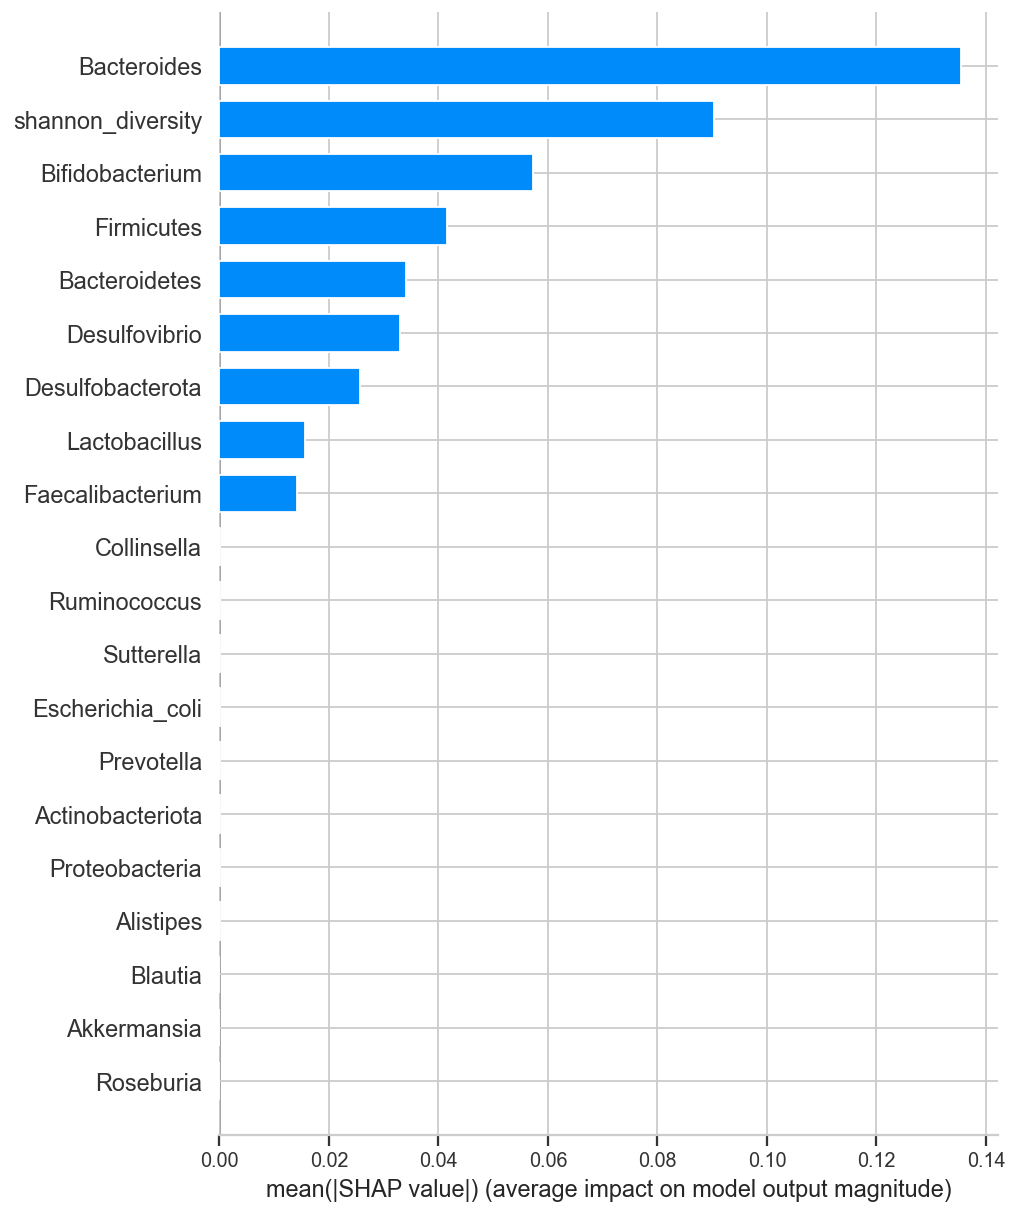 Bacteroides
shannon_diversity
Bifidobacterium
Firmicutes
Bacteroidetes
Desulfovibrio
Desulfobacterota
Lactobacillus
Faecalibacterium
Collinsella
Ruminococcus
Sutterella
Escherichia_coli
Prevotella
Actinobacteriota
Proteobacteria
Alistipes
Blautia
Akkermansia
Roseburia
0.00 0.02 0.04 0.06 0.08 0.10 0.12 0.14
mean(|SHAP value|) (average impact on model output magnitude)